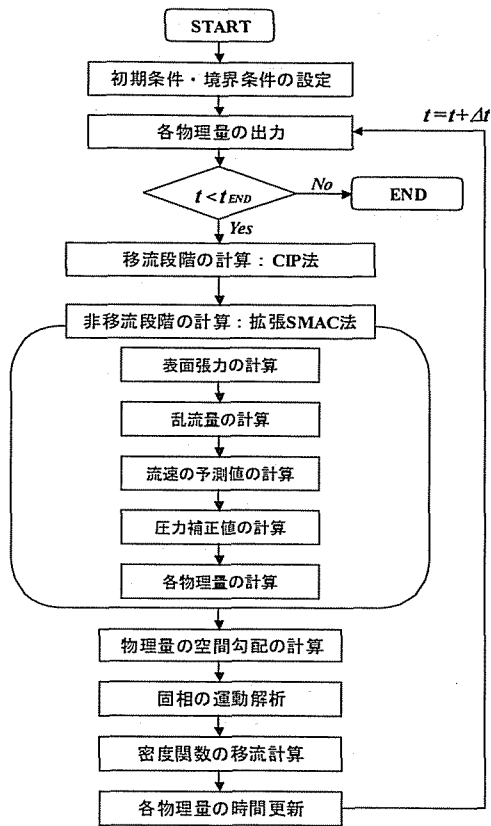 START
初期条件・境界条件の設定
各物理量の出力
t=t+Δt
t<tEND
No
END
Yes
移流段階の計算：CIP法
非移流段階の計算：拡張SMAC法
表面張力の計算
乱流量の計算
流速の予測値の計算
圧力補正値の計算
各物理量の計算
物理量の空間勾配の計算
固相の運動解析
密度関数の移流計算
各物理量の時間更新